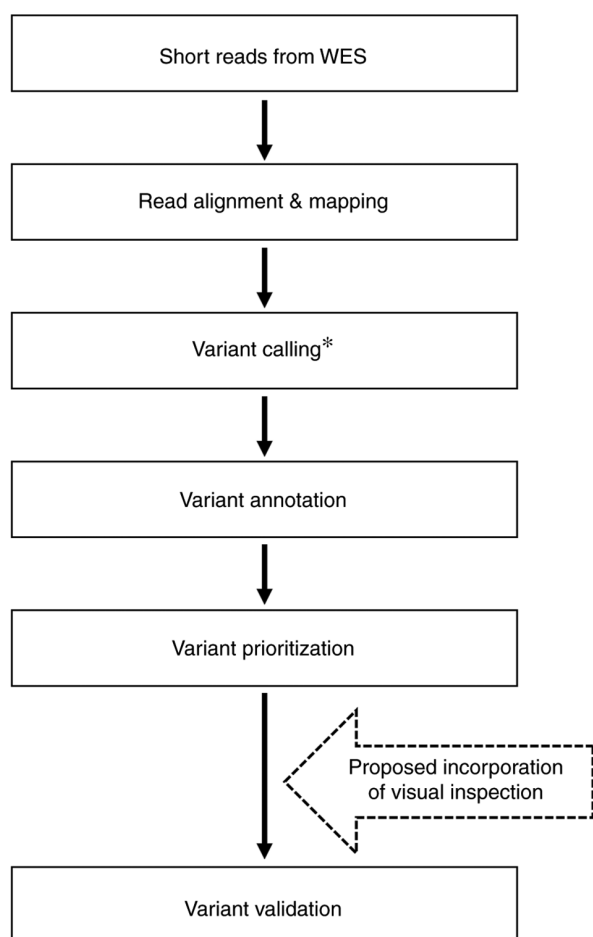 Short reads from WES
Read alignment & mapping
Variant calling*
Variant annotation
Variant prioritization
Proposed incorporation
of visual inspection
Variant validation